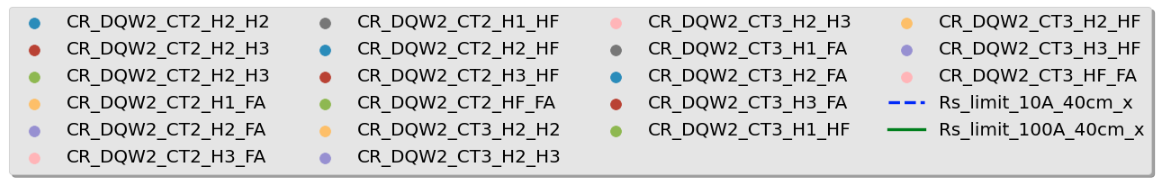 CR_DQW2_CT2_H2_H2
CR_DQW2_CT2_H2_H3
CR_DQW2_CT2_H2_H3
CR_DQW2_CT2_H1_FA
CR_DQW2_CT2_H2_FA
CR_DQW2_CT2_H3_FA
CR_DQW2_CT2_H1_HF
CR_DQW2_CT2_H2_HF
CR_DQW2_CT2_H3_HF
CR_DQW2_CT2_HF_FA
CR_DQW2_CT3_H2_H2
CR_DQW2_CT3_H2_H3
CR_DQW2_CT3_H2_H3
CR_DQW2_CT3_H1_FA
CR_DQW2_CT3_H2_FA
CR_DQW2_CT3_H3_FA
CR_DQW2_CT3_H1_HF
CR_DQW2_CT3_H2_HF
CR_DQW2_CT3_H3_HF
CR_DQW2_CT3_HF_FA
Rs_limit_10A_40cm_x
Rs_limit_100A_40cm_x